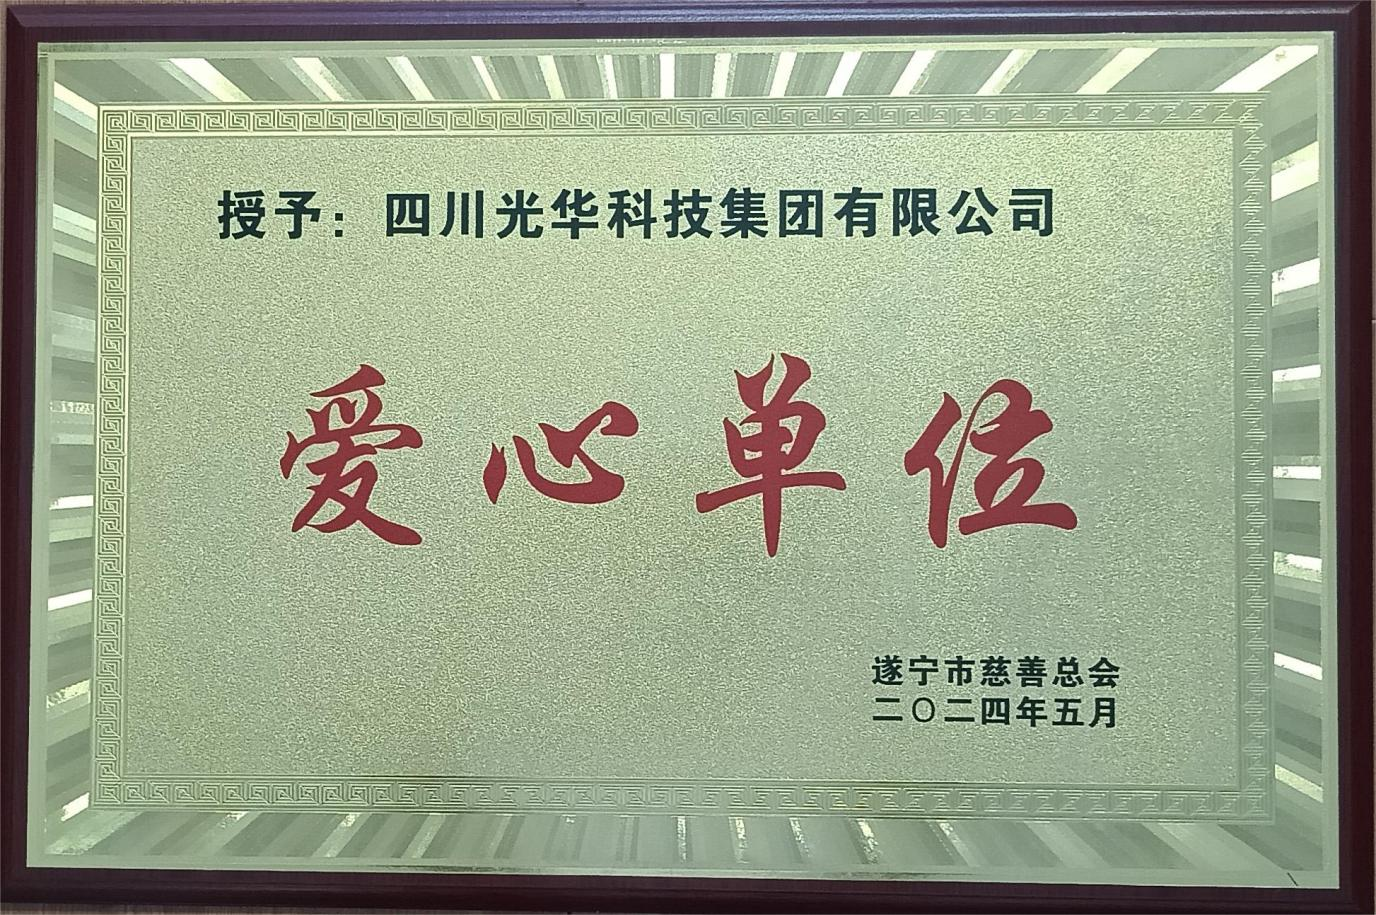 授予：四川光华科技集团有限公司
爱心单位
遂宁市慈善总会
二〇二四年五月